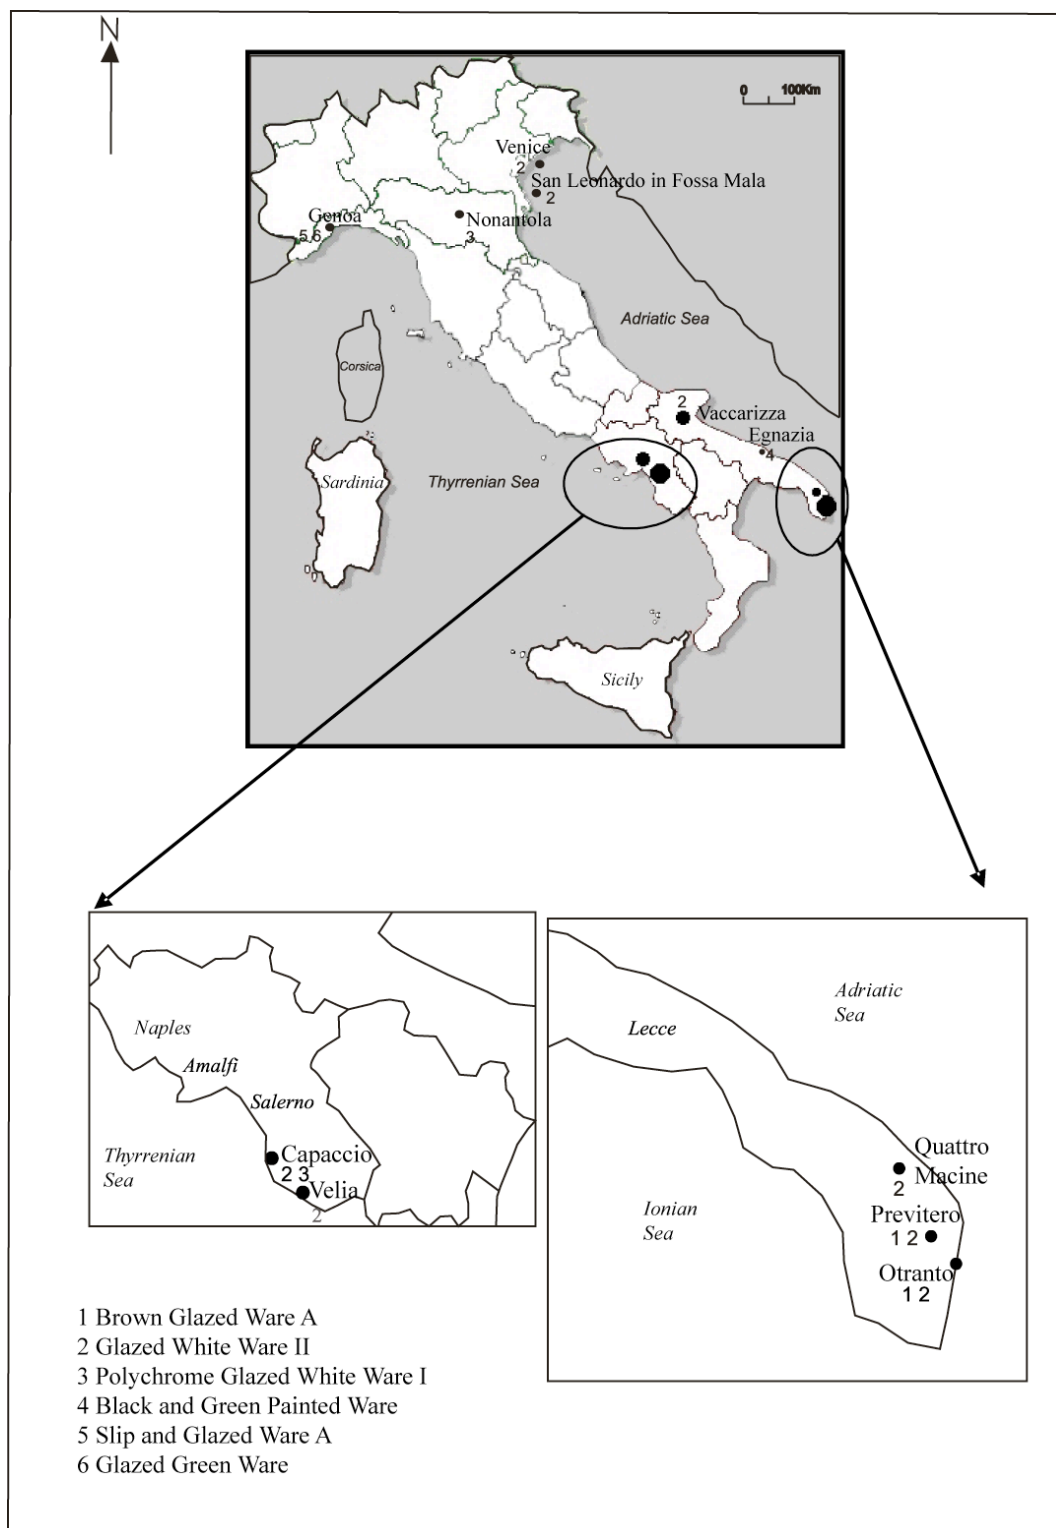 N
0 100Km
Venice
2
San Leonardo in Fossa Mala
2
Genoa
5 6
Nonantola
3
Adriatic Sea
Corsica
2
Vaccarizza
Egnazia
4
Sardinia
Thyrrenian Sea
Sicily
Naples
Amalfi
Salerno
Thyrrenian
Sea
Capaccio
2 3
Velia
2
Adriatic
Sea
Lecce
Quattro
Macine
2
Ionian
Sea
Previtero
1 2
Otranto
1 2
1 Brown Glazed Ware A
2 Glazed White Ware II
3 Polychrome Glazed White Ware I
4 Black and Green Painted Ware
5 Slip and Glazed Ware A
6 Glazed Green Ware